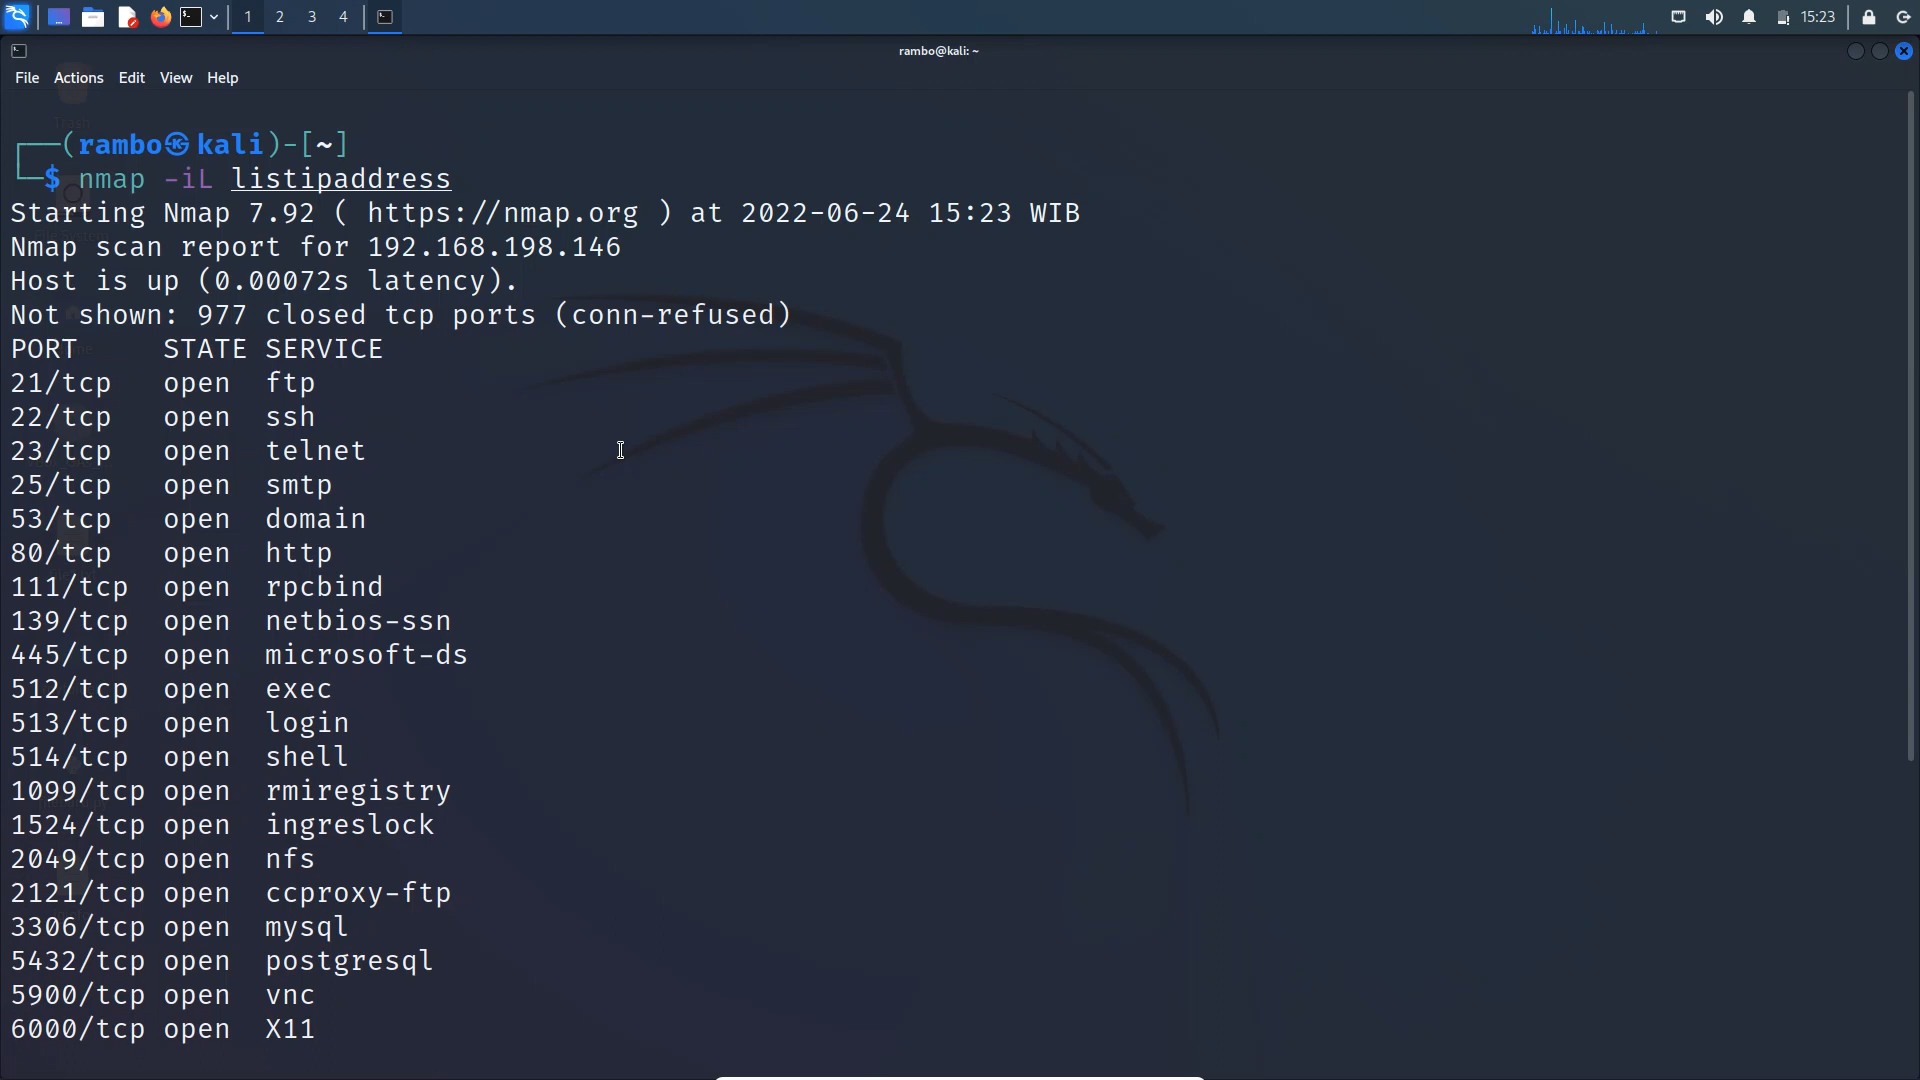 1 2 3 4 15:23
rambo@kali: ~
File Actions Edit View Help
┌──(rambo㉿kali)-[~]
└─$ nmap -iL listipaddress
Starting Nmap 7.92 ( https://nmap.org ) at 2022-06-24 15:23 WIB
Nmap scan report for 192.168.198.146
Host is up (0.00072s latency).
Not shown: 977 closed tcp ports (conn-refused)
PORT     STATE SERVICE
21/tcp   open  ftp
22/tcp   open  ssh
23/tcp   open  telnet
25/tcp   open  smtp
53/tcp   open  domain
80/tcp   open  http
111/tcp  open  rpcbind
139/tcp  open  netbios-ssn
445/tcp  open  microsoft-ds
512/tcp  open  exec
513/tcp  open  login
514/tcp  open  shell
1099/tcp open  rmiregistry
1524/tcp open  ingreslock
2049/tcp open  nfs
2121/tcp open  ccproxy-ftp
3306/tcp open  mysql
5432/tcp open  postgresql
5900/tcp open  vnc
6000/tcp open  X11